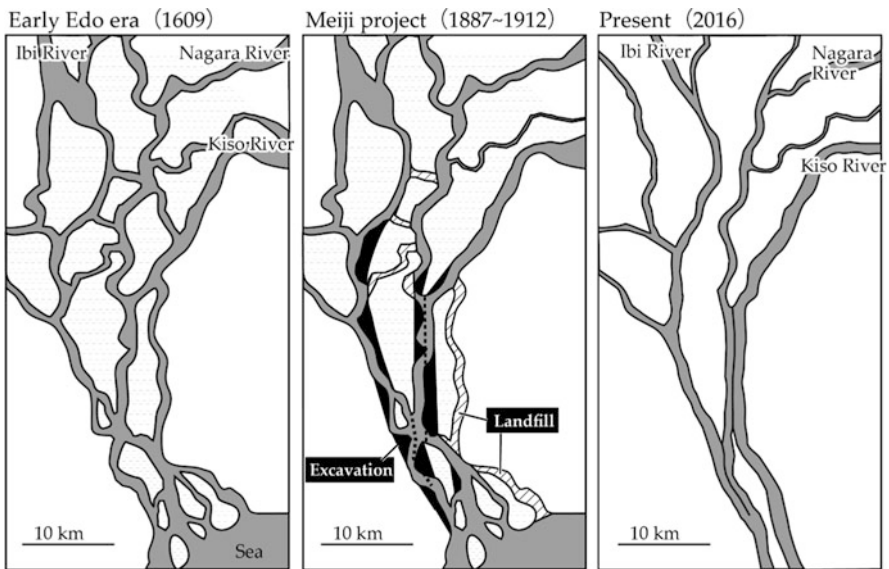 Early Edo era (1609)
Ibi River
Nagara River
Kiso River
10 km
Sea
Meiji project (1887~1912)
Landfill
Excavation
10 km
Present (2016)
Ibi River
Nagara
River
Kiso River
10 km